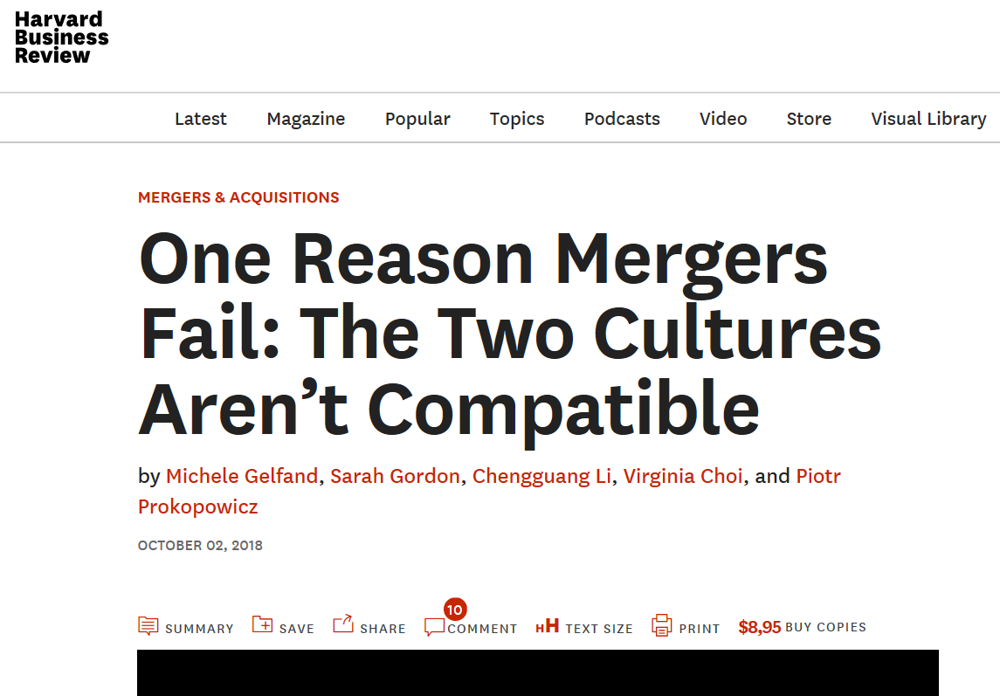 Harvard
Business
Review
Latest Magazine Popular Topics Podcasts Video Store Visual Library
MERGERS & ACQUISITIONS
One Reason Mergers
Fail: The Two Cultures
Aren’t Compatible
by Michele Gelfand, Sarah Gordon, Chengguang Li, Virginia Choi, and Piotr
Prokopowicz
OCTOBER 02, 2018
10
SUMMARY SAVE SHARE COMMENT HH TEXT SIZE PRINT $8,95 BUY COPIES